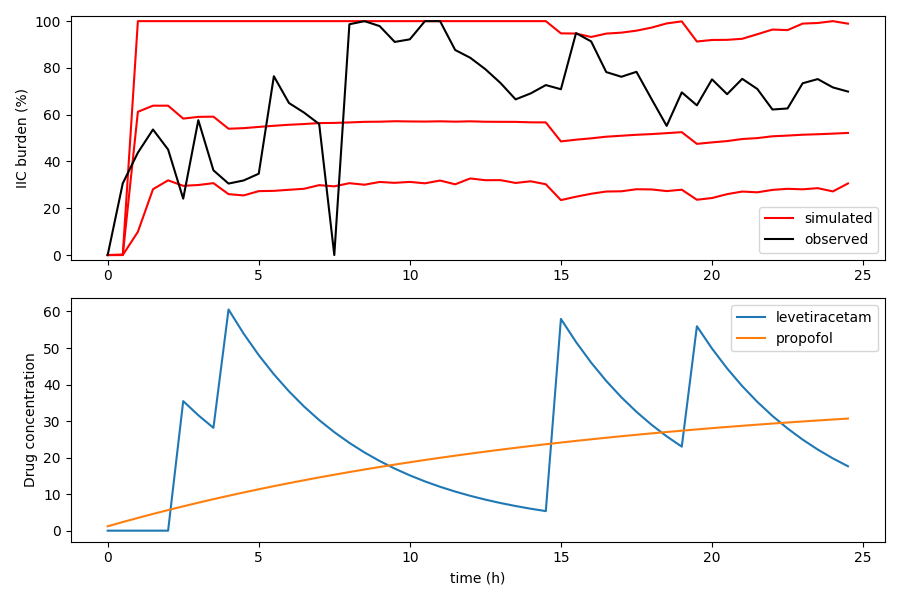 IIC burden (%)
100
80
60
40
20
0
simulated
observed
0 5 10 15 20 25
Drug concentration
60
50
40
30
20
10
0
levetiracetam
propofol
0 5 10 15 20 25
time (h)